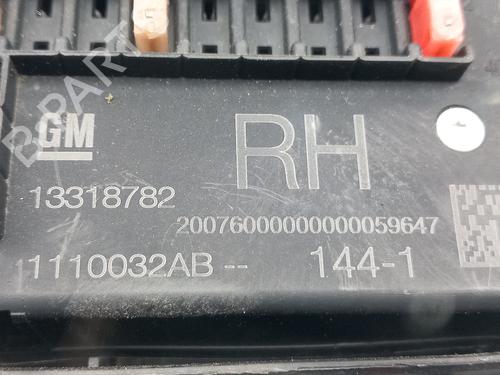 GM RH
13318782
20076000000000059647
1110032AB-- 144-1
B-PARTS